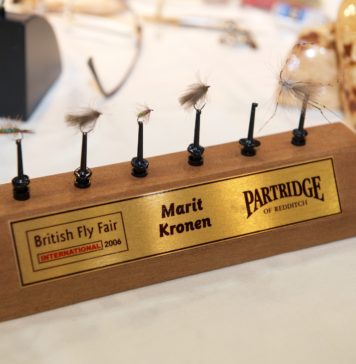 British Fly Fair
INTERNATIONAL 2006
Marit
Kronen
PARTRIDGE
OF REDDITCH